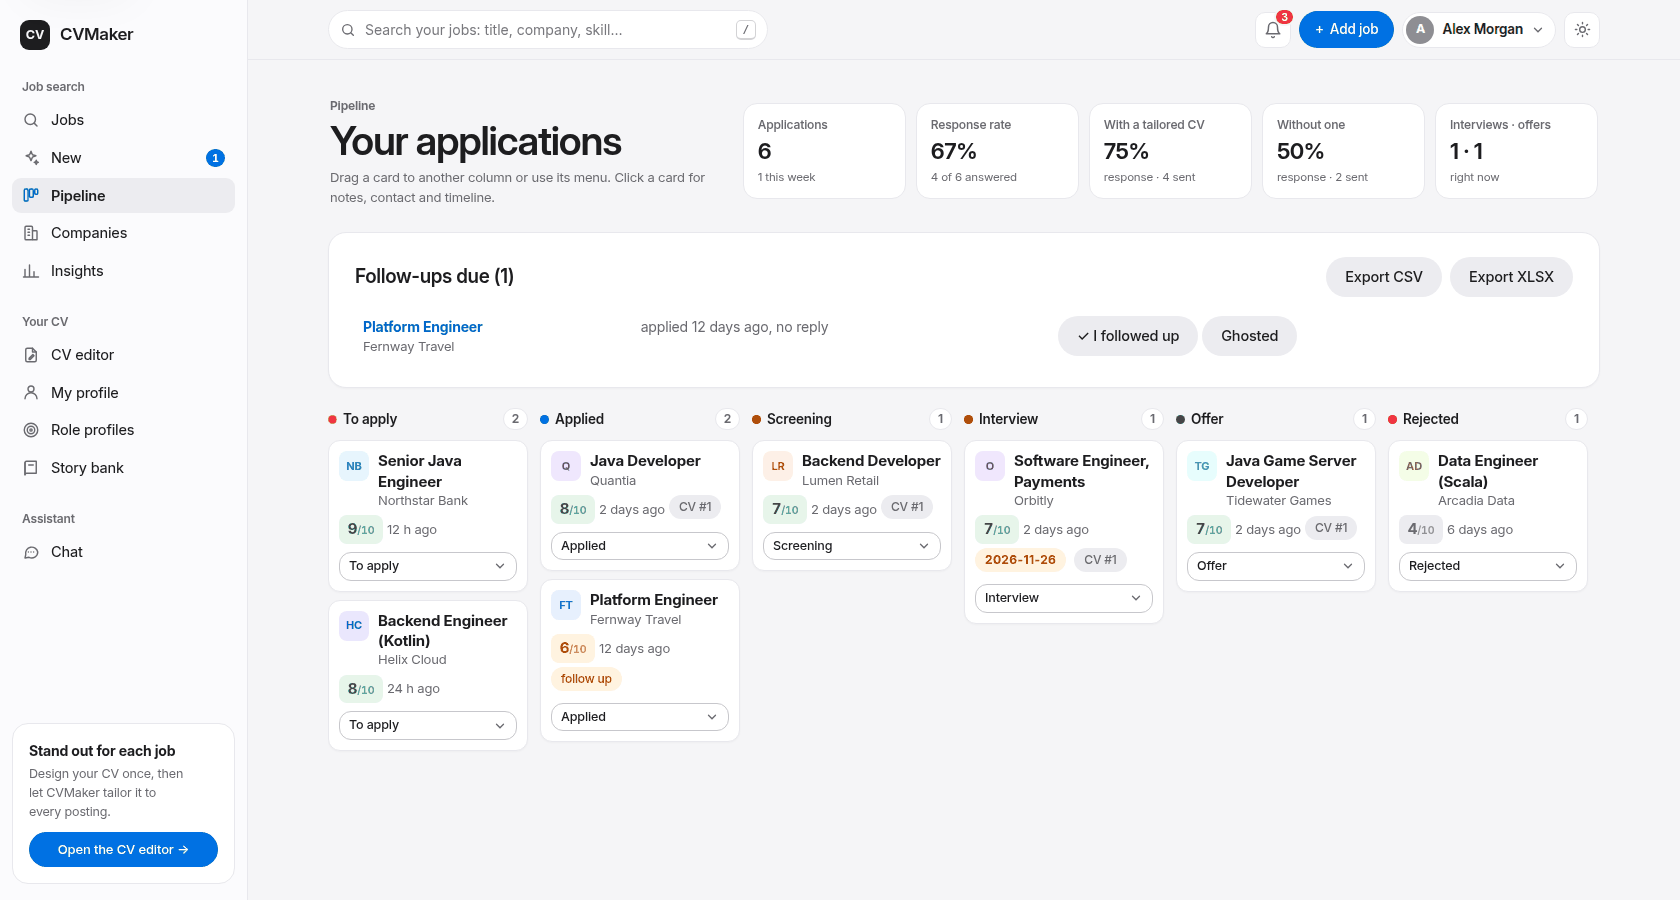 CV CVMaker
Job search
Jobs
New 1
Pipeline
Companies
Insights
Your CV
CV editor
My profile
Role profiles
Story bank
Assistant
Chat
Stand out for each job
Design your CV once, then
let CVMaker tailor it to
every posting.
Open the CV editor →
Search your jobs: title, company, skill... /
3
+ Add job
A Alex Morgan
Pipeline
Your applications
Drag a card to another column or use its menu. Click a card for
notes, contact and timeline.
Applications
6
1 this week
Response rate
67%
4 of 6 answered
With a tailored CV
75%
response · 4 sent
Without one
50%
response · 2 sent
Interviews · offers
1 · 1
right now
Follow-ups due (1)
Export CSV
Export XLSX
Platform Engineer
Fernway Travel
applied 12 days ago, no reply
✓ I followed up
Ghosted
To apply 2
NB Senior Java
Engineer
Northstar Bank
9/10 12 h ago
To apply
HC Backend Engineer
(Kotlin)
Helix Cloud
8/10 24 h ago
To apply
Applied 2
Q Java Developer
Quantia
8/10 2 days ago CV #1
Applied
FT Platform Engineer
Fernway Travel
6/10 12 days ago
follow up
Applied
Screening 1
LR Backend Developer
Lumen Retail
7/10 2 days ago CV #1
Screening
Interview 1
O Software Engineer,
Payments
Orbitly
7/10 2 days ago
2026-11-26 CV #1
Interview
Offer 1
TG Java Game Server
Developer
Tidewater Games
7/10 2 days ago CV #1
Offer
Rejected 1
AD Data Engineer
(Scala)
Arcadia Data
4/10 6 days ago
Rejected